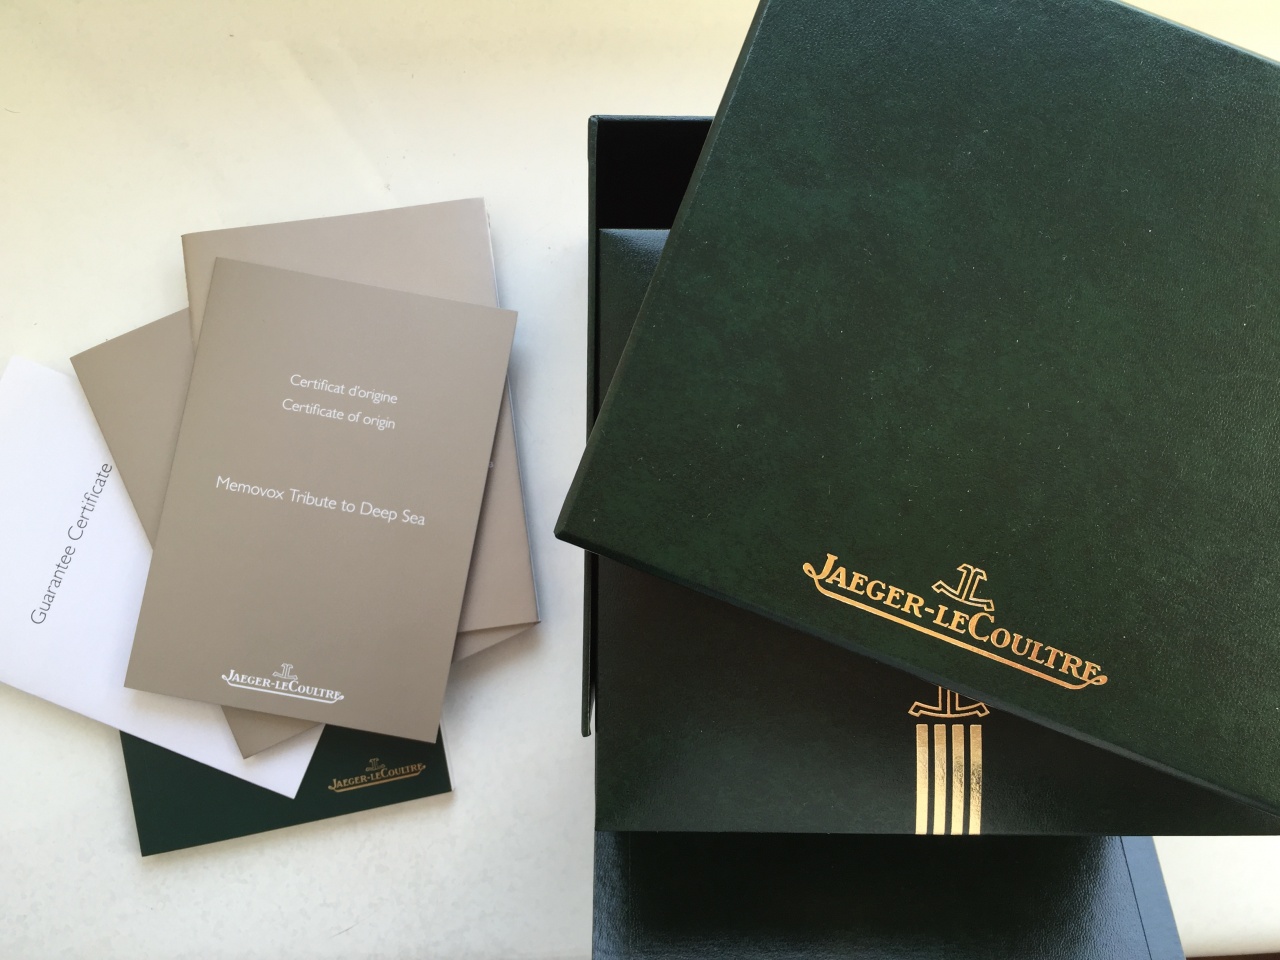 Certificat d'origine
Certificate of origin
Memovox Tribute to Deep Sea
JAEGER-LECOULTRE
Guarantee Certificate
JAEGER-LECOULTRE
JAEGER-LECOULTRE